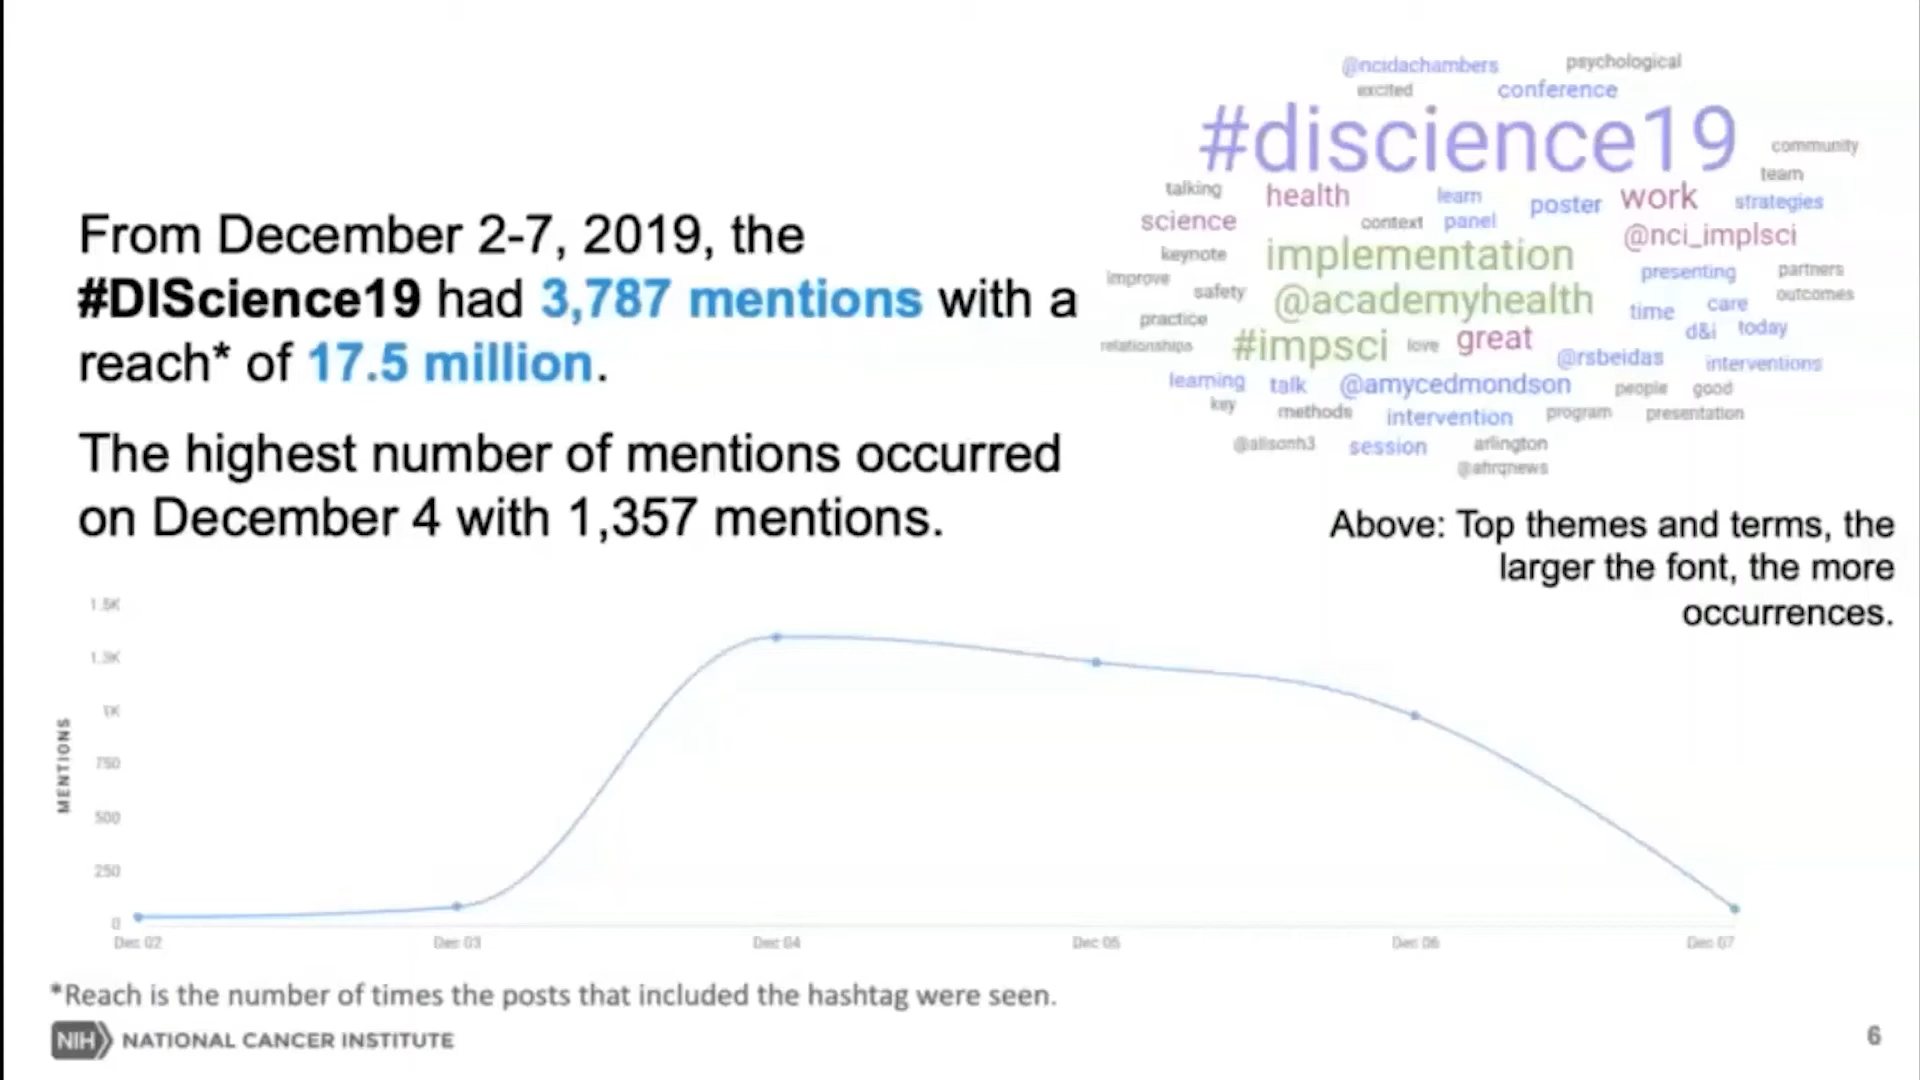 From December 2-7, 2019, the
#DIScience19 had 3,787 mentions with a
reach* of 17.5 million.
The highest number of mentions occurred
on December 4 with 1,357 mentions.
@ncidachambers psychological
excited conference
#discience19
community
team
talking health learn poster work strategies
science context panel @nci_implsci
keynote implementation presenting partners
improve safety @academyhealth time care outcomes
practice d&i today
relationships #impsci love great @rsbeidas interventions
learning talk @amycedmondson people good
key methods intervention program presentation
@alisonh3 session arlington
@ahrqnews
Above: Top themes and terms, the
larger the font, the more
occurrences.
MENTIONS
1.5K
1.3K
1K
750
500
250
0
Dec 02 Dec 03 Dec 04 Dec 05 Dec 06 Dec 07
*Reach is the number of times the posts that included the hashtag were seen.
NIH NATIONAL CANCER INSTITUTE
6